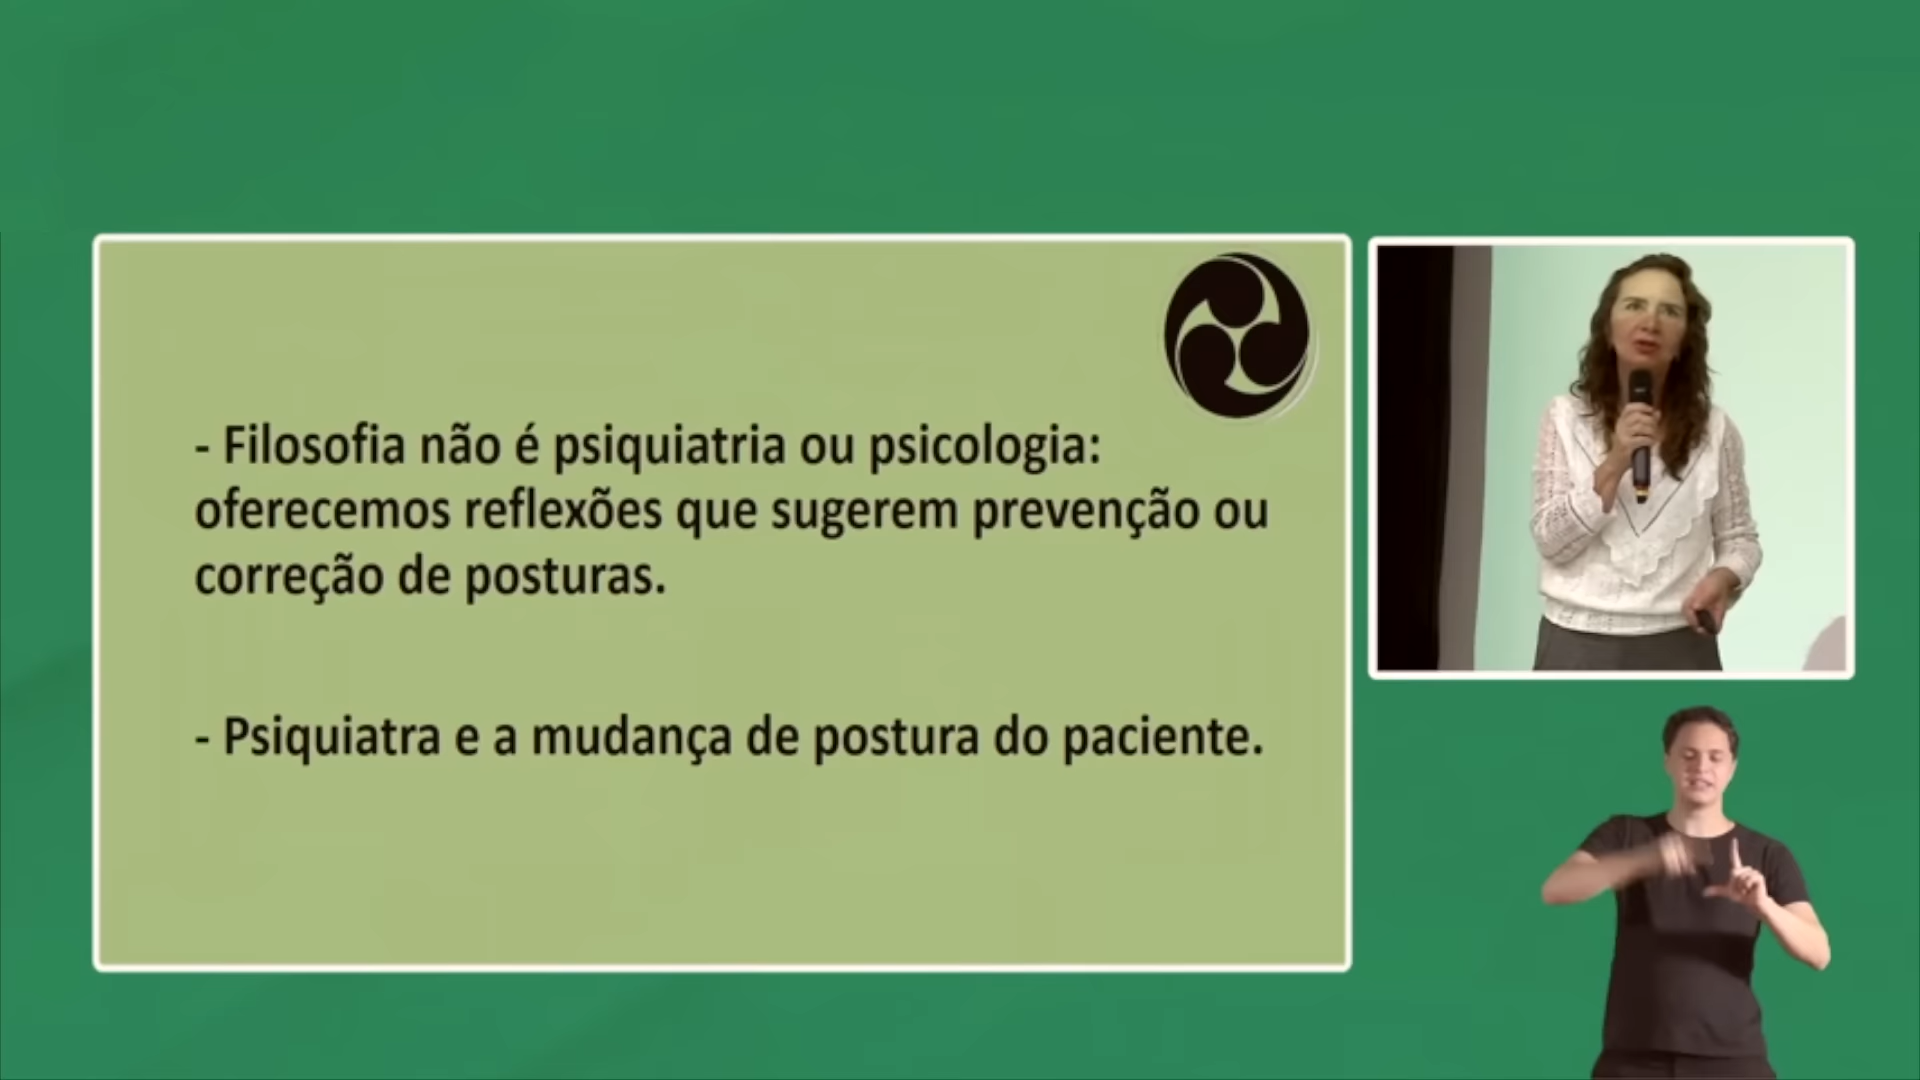 - Filosofia não é psiquiatria ou psicologia:
oferecemos reflexões que sugerem prevenção ou
correção de posturas.
- Psiquiatra e a mudança de postura do paciente.